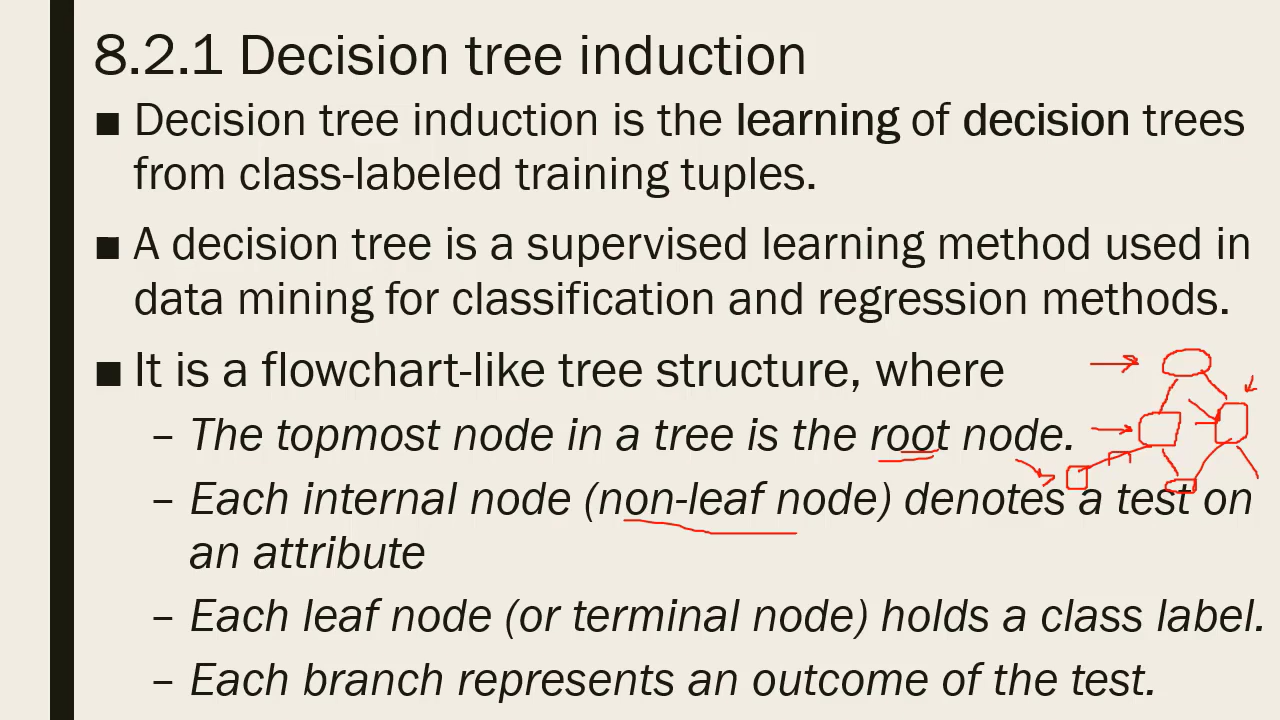 8.2.1 Decision tree induction
■ Decision tree induction is the learning of decision trees
from class-labeled training tuples.
■ A decision tree is a supervised learning method used in
data mining for classification and regression methods.
■ It is a flowchart-like tree structure, where
– The topmost node in a tree is the root node.
– Each internal node (non-leaf node) denotes a test on
an attribute
– Each leaf node (or terminal node) holds a class label.
– Each branch represents an outcome of the test.